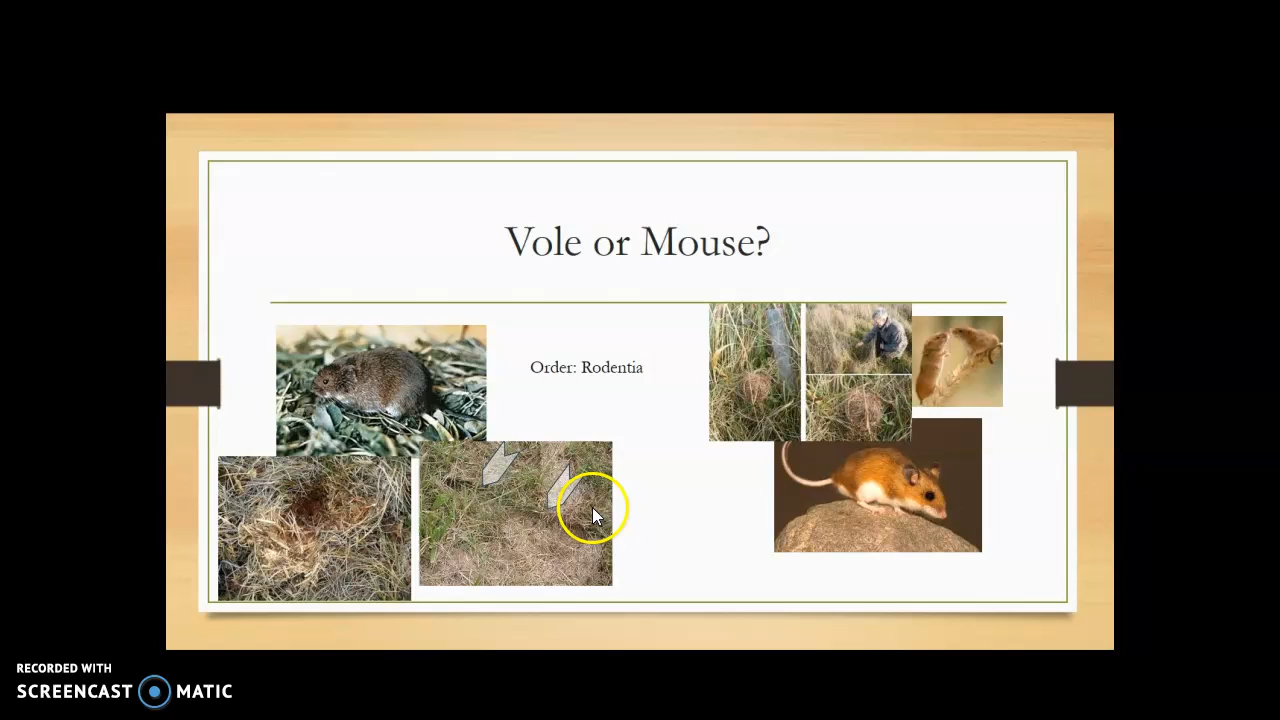 Vole or Mouse?
Order: Rodentia
RECORDED WITH
SCREENCAST MATIC